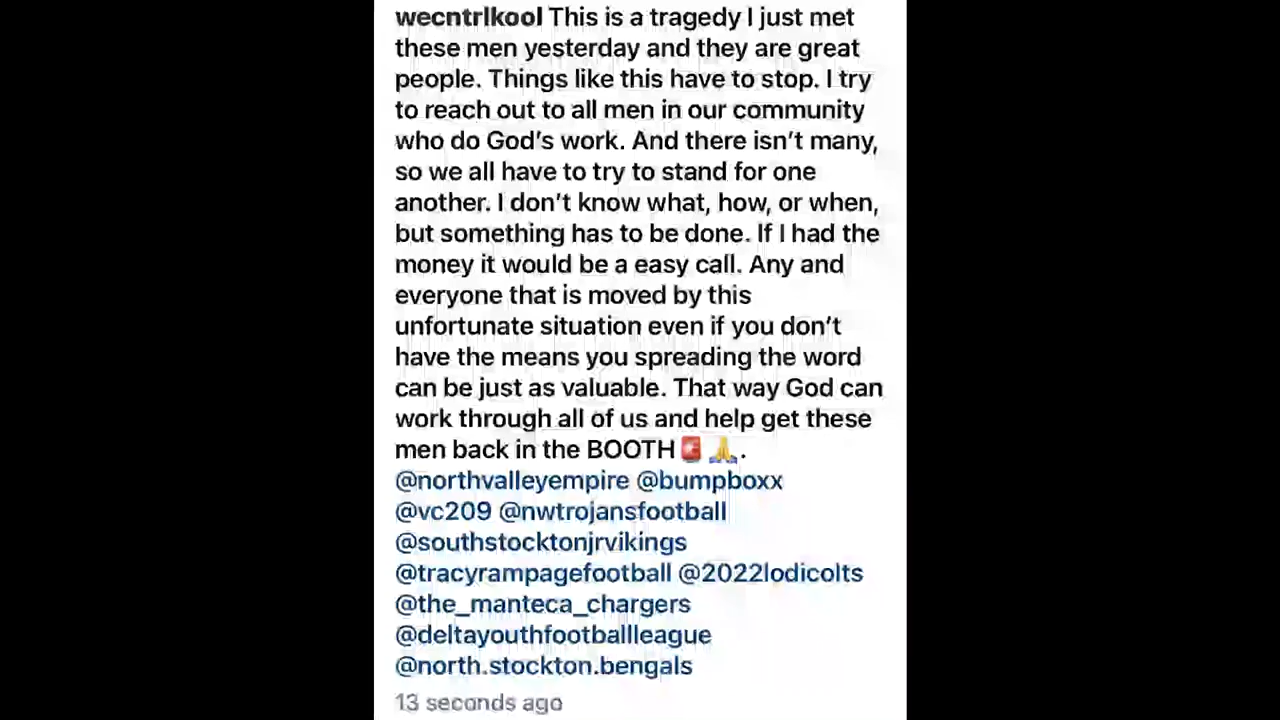 wecntrlkool This is a tragedy I just met
these men yesterday and they are great
people. Things like this have to stop. I try
to reach out to all men in our community
who do God's work. And there isn't many,
so we all have to try to stand for one
another. I don't know what, how, or when,
but something has to be done. If I had the
money it would be a easy call. Any and
everyone that is moved by this
unfortunate situation even if you don't
have the means you spreading the word
can be just as valuable. That way God can
work through all of us and help get these
men back in the BOOTH 🚨 🙏.
@northvalleyempire @bumpboxx
@vc209 @nwtrojansfootball
@southstocktonjrvikings
@tracyrampagefootball @2022lodicolts
@the_manteca_chargers
@deltayouthfootballleague
@north.stockton.bengals
13 seconds ago